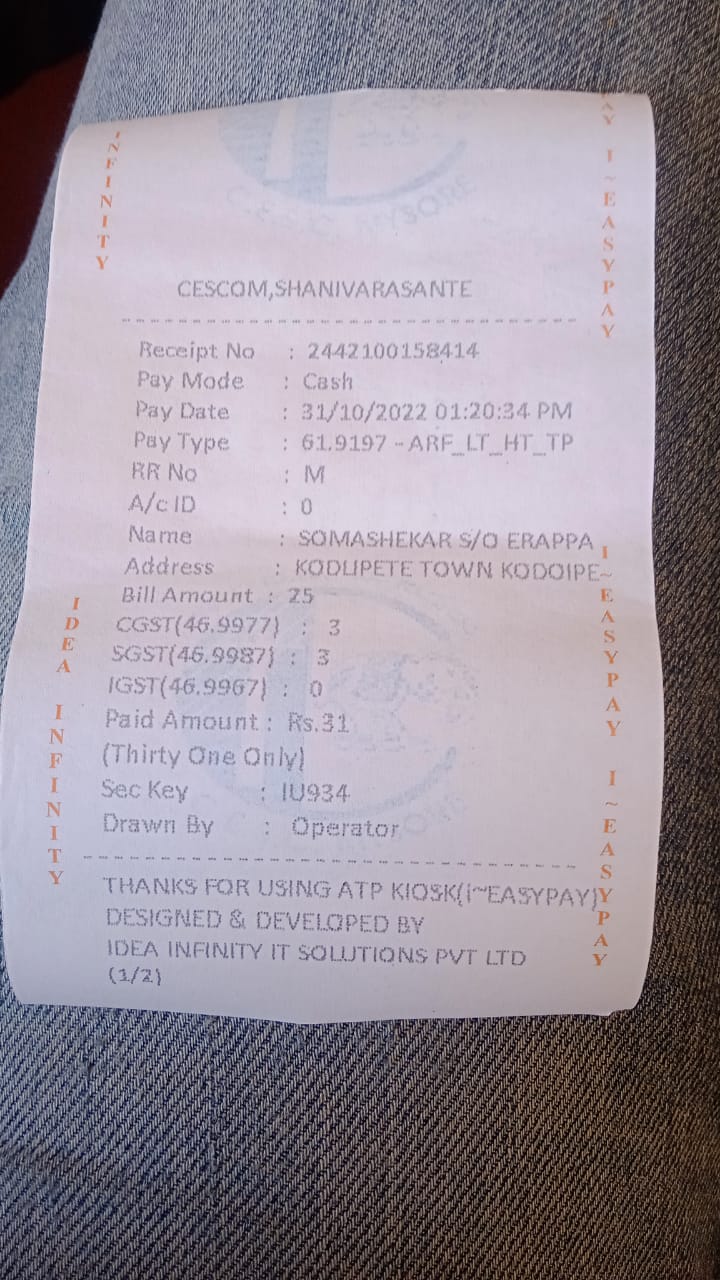 CESCOM,SHANIVARASANTE
Receipt No : 2442100158414
Pay Mode : Cash
Pay Date : 31/10/2022 01:20:34 PM
Pay Type : 61.9197 - ARF_LT_HT_TP
RR No : M
A/c ID : 0
Name : SOMASHEKAR S/O ERAPPA
Address : KODLIPETE TOWN KODOIPE
Bill Amount : 25
CGST(46.9977) : 3
SGST(46.9987) : 3
IGST(46.9967) : 0
Paid Amount : Rs.31
(Thirty One Only)
Sec Key : IU934
Drawn By : Operator
THANKS FOR USING ATP KIOSK(i~EASYPAY)
DESIGNED & DEVELOPED BY
IDEA INFINITY IT SOLUTIONS PVT LTD
(1/2)
INFINITY
IDEA INFINITY
PAY I~EASYPAY
I~EASYPAY I~EASYPAY